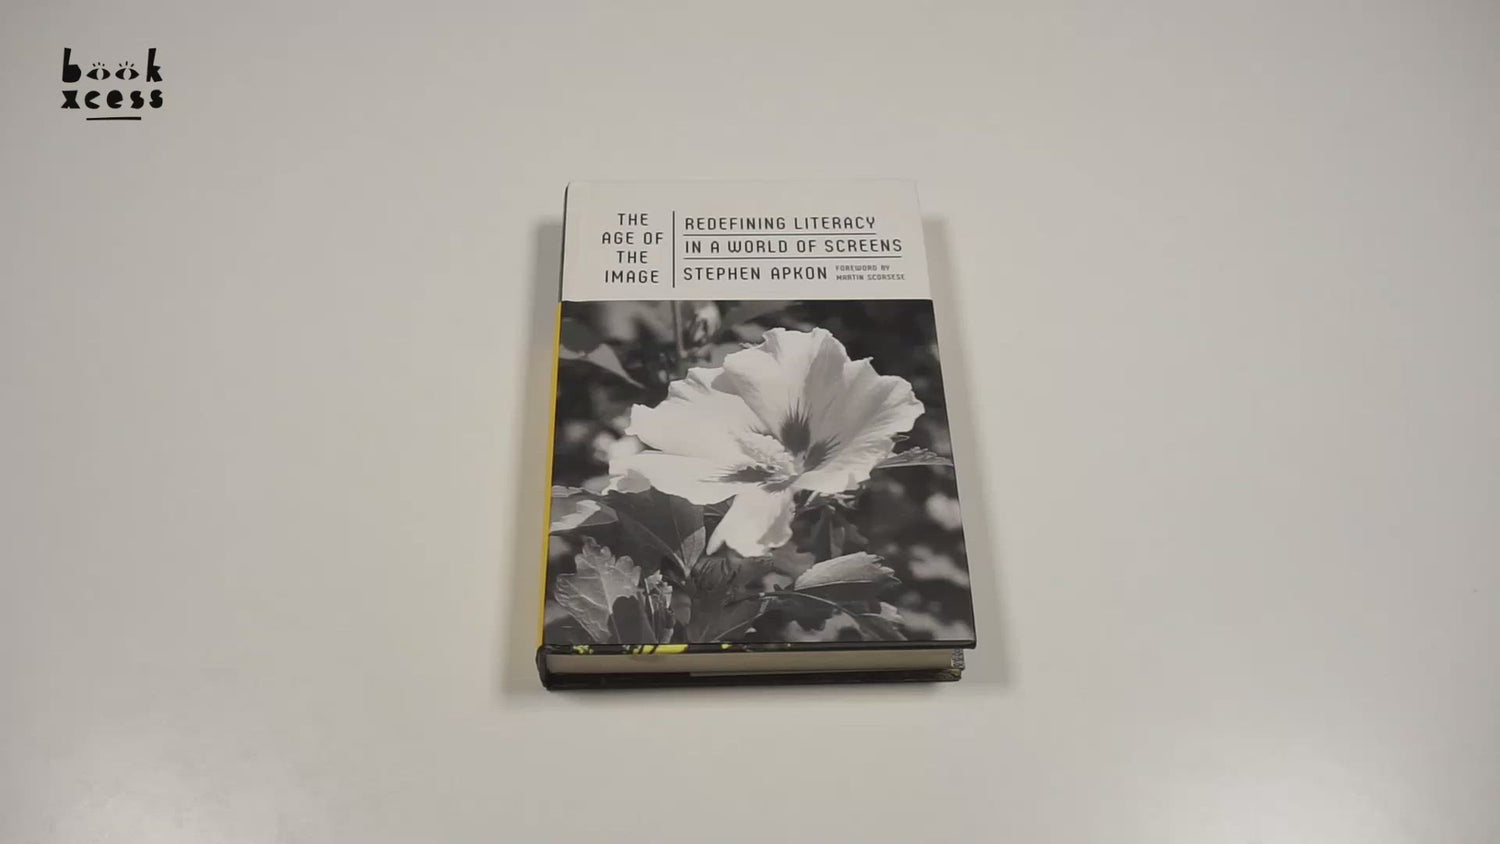 book
xcess
THE
AGE OF
THE
IMAGE
REDEFINING LITERACY
IN A WORLD OF SCREENS
STEPHEN APKON
FOREWORD BY
MARTIN SCORSESE